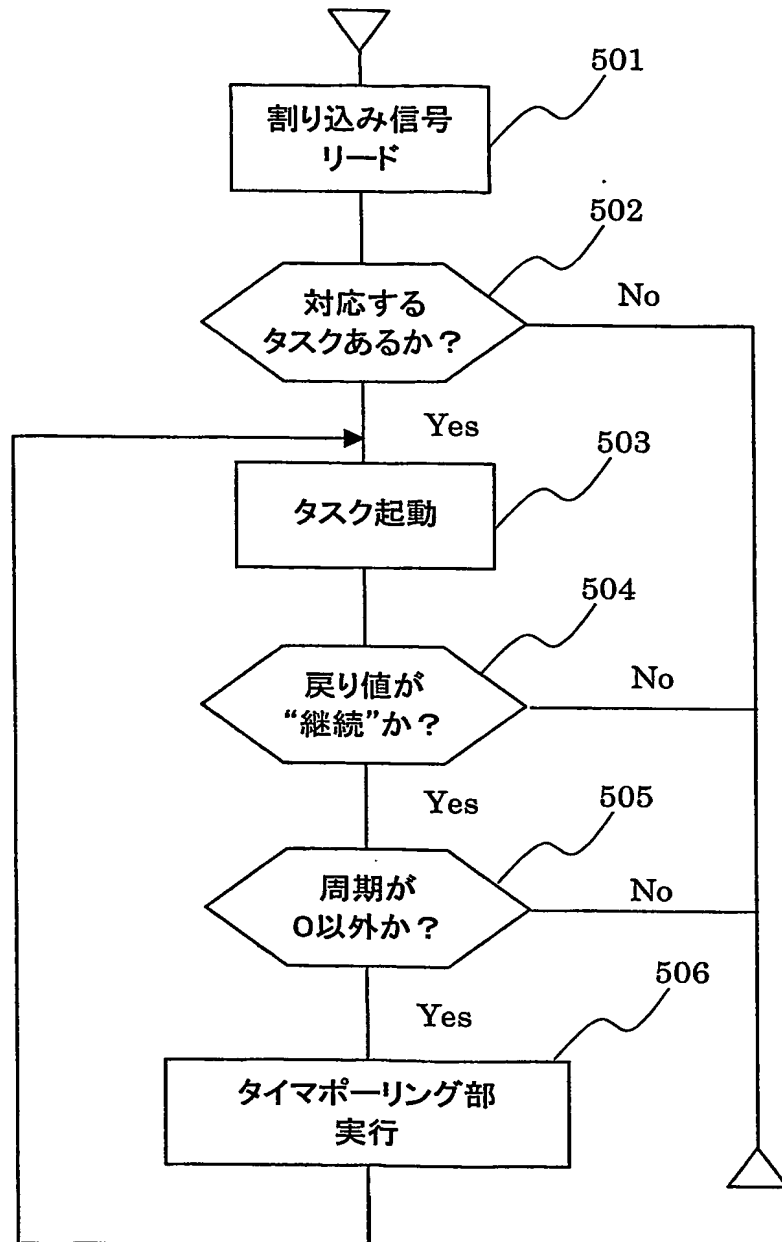 501
割り込み信号
リード
502
対応する
タスクあるか？
No
Yes
503
タスク起動
504
戻り値が
“継続”か？
No
Yes
505
周期が
0以外か？
No
Yes
506
タイマポーリング部
実行